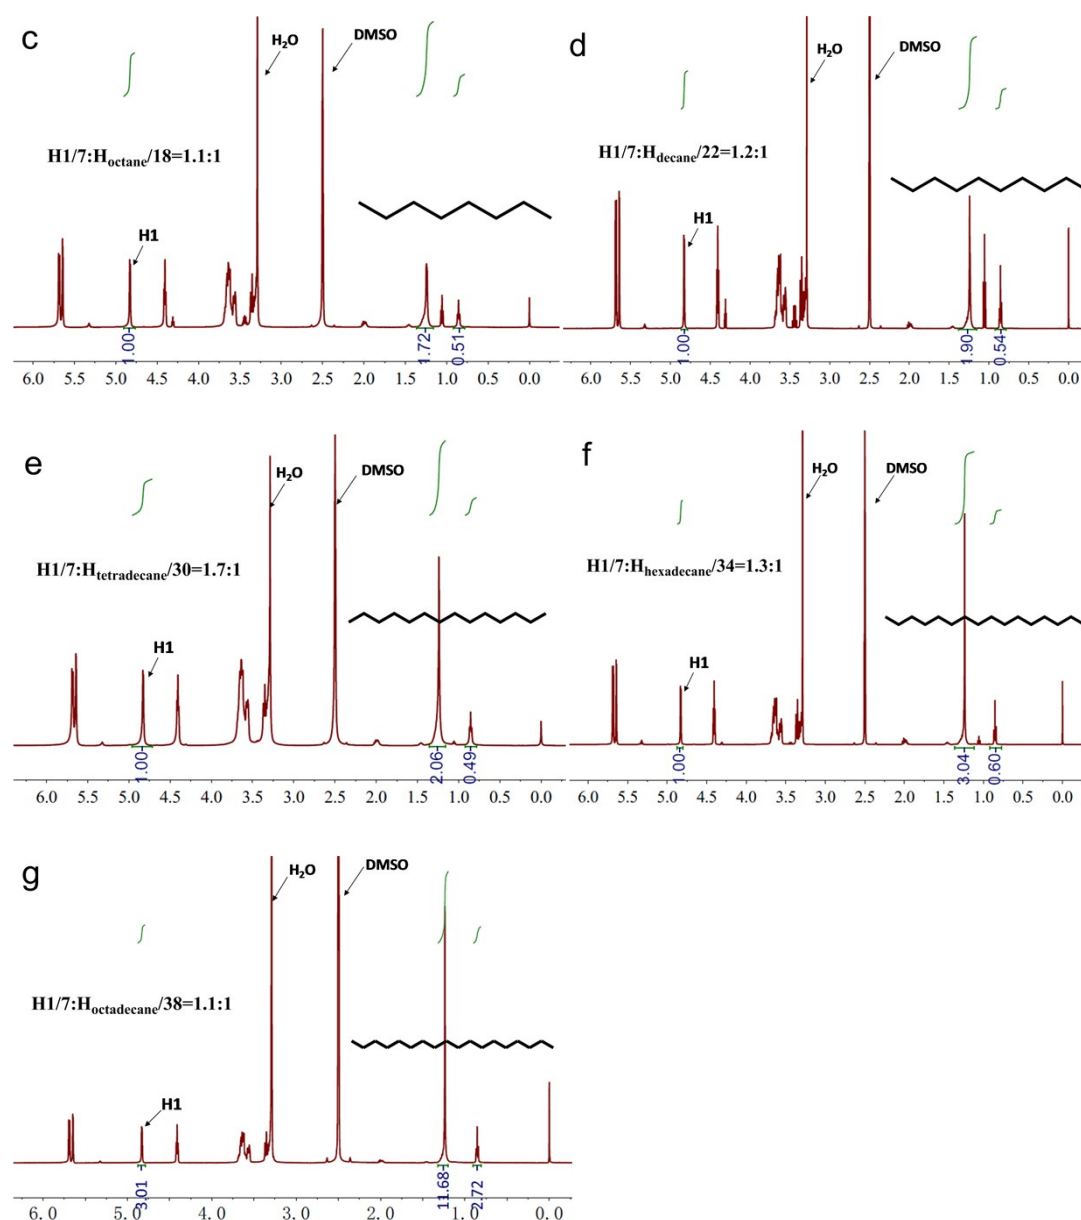 c
H₂O
DMSO
H1/7:Hoctane/18=1.1:1
H1
1.00
1.72
0.51
6.0 5.5 5.0 4.5 4.0 3.5 3.0 2.5 2.0 1.5 1.0 0.5 0.0
d
H₂O
DMSO
H1/7:Hdecane/22=1.2:1
H1
1.00
1.90
0.54
6.0 5.5 5.0 4.5 4.0 3.5 3.0 2.5 2.0 1.5 1.0 0.5 0.0
e
H₂O
DMSO
H1/7:Htetradecane/30=1.7:1
H1
1.00
2.06
0.49
6.0 5.5 5.0 4.5 4.0 3.5 3.0 2.5 2.0 1.5 1.0 0.5 0.0
f
H₂O
DMSO
H1/7:Hhexadecane/34=1.3:1
H1
1.00
3.04
0.60
6.0 5.5 5.0 4.5 4.0 3.5 3.0 2.5 2.0 1.5 1.0 0.5 0.0
g
H₂O
DMSO
H1/7:Hoctadecane/38=1.1:1
H1
3.01
11.68
2.72
6.0 5.0 4.0 3.0 2.0 1.0 0.0